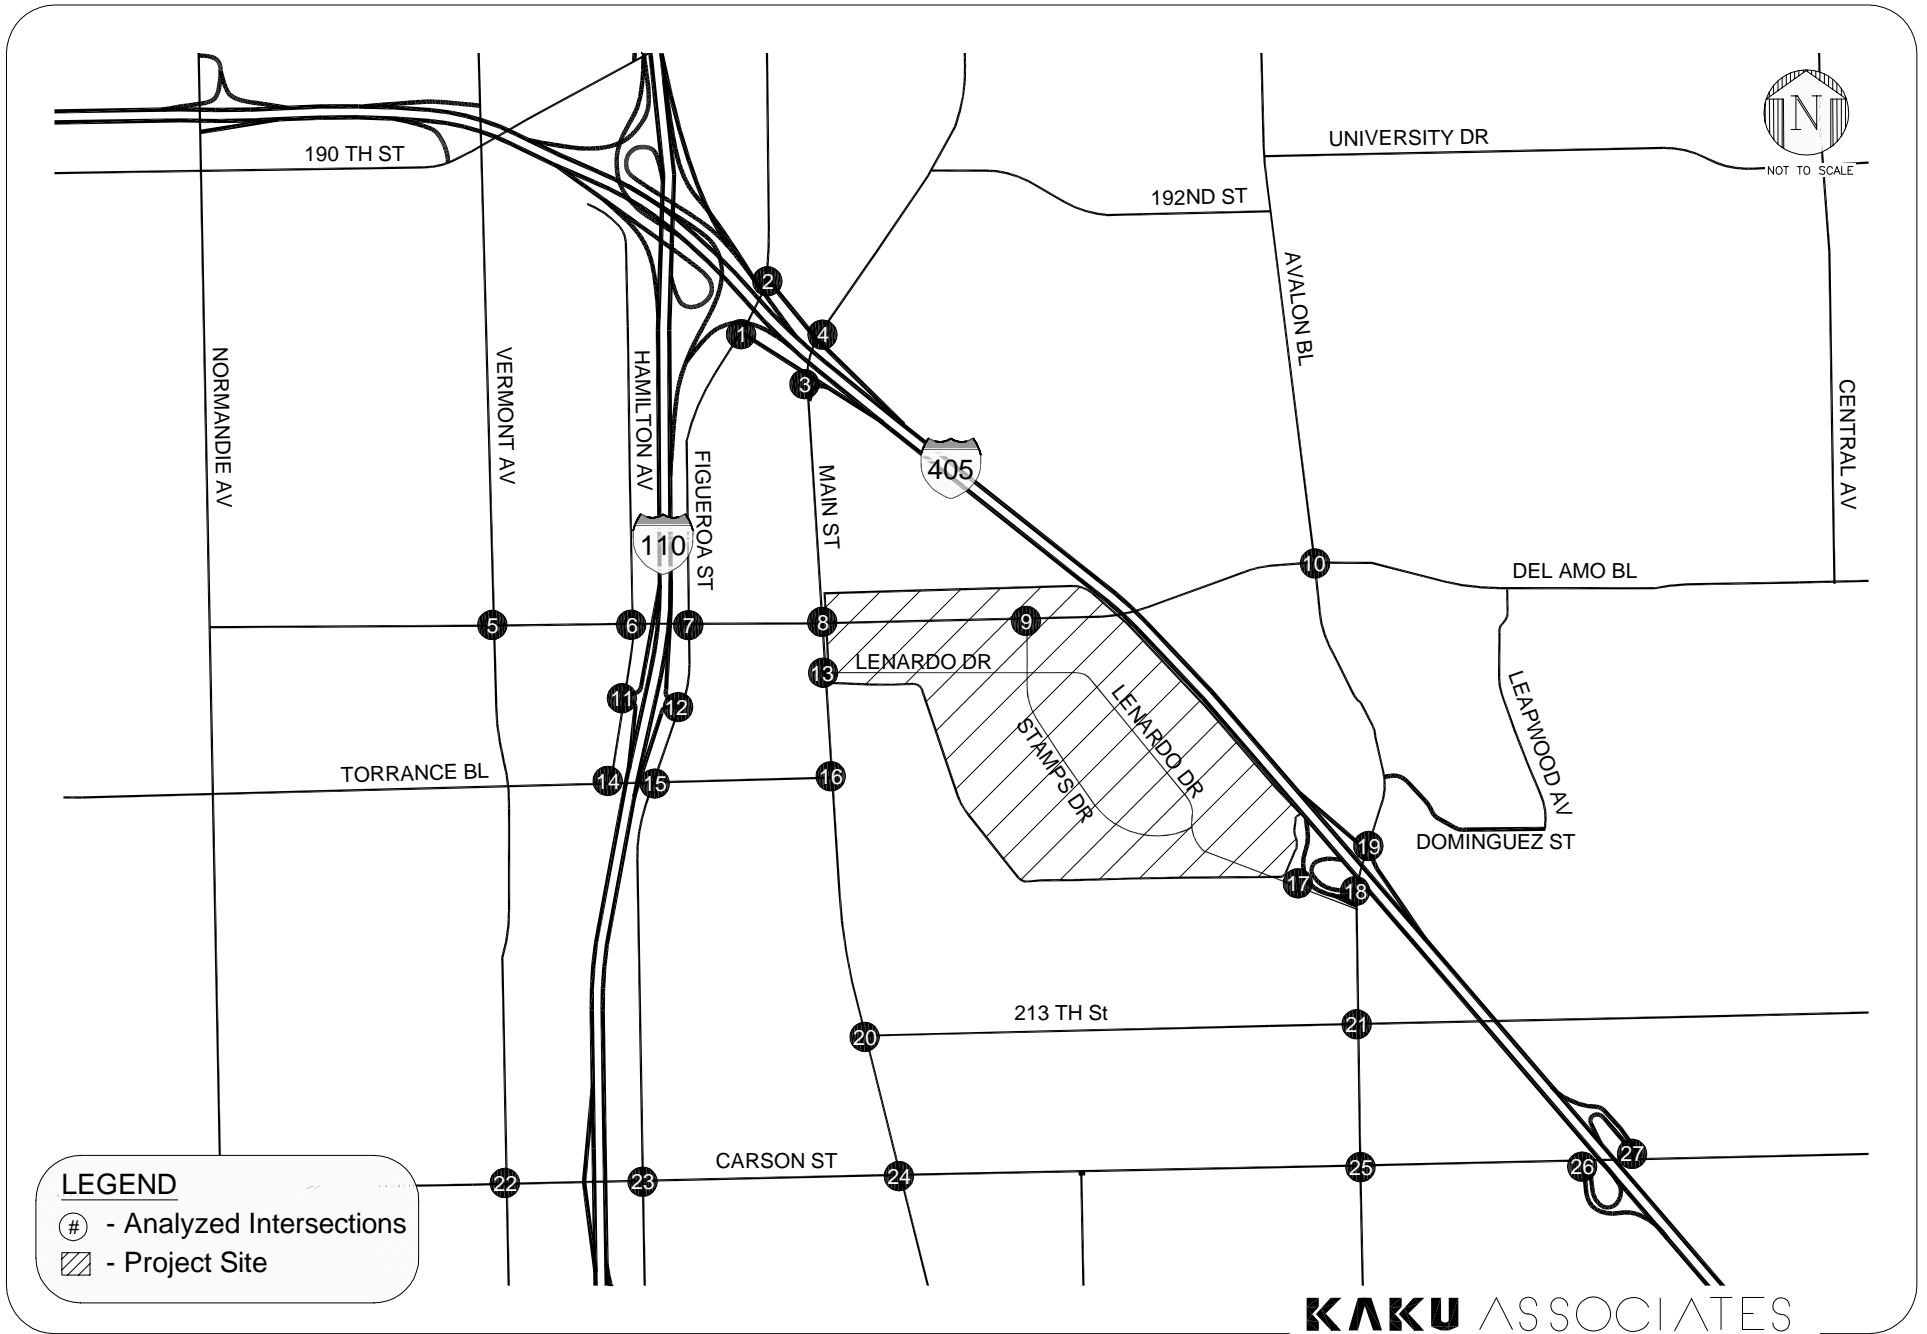 N
NOT TO SCALE
190 TH ST
UNIVERSITY DR
192ND ST
AVALON BL
2
1
4
3
NORMANDIE AV
VERMONT AV
HAMILTON AV
FIGUEROA ST
MAIN ST
CENTRAL AV
405
110
10
DEL AMO BL
5
6
7
8
9
LENARDO DR
13
11
12
LENARDO DR
STAMPS DR
LEAPWOOD AV
TORRANCE BL
14
15
16
19
DOMINGUEZ ST
17
18
213 TH St
20
21
CARSON ST
22
23
24
25
26
27
LEGEND
# - Analyzed Intersections
- Project Site
KAKU ASSOCIATES